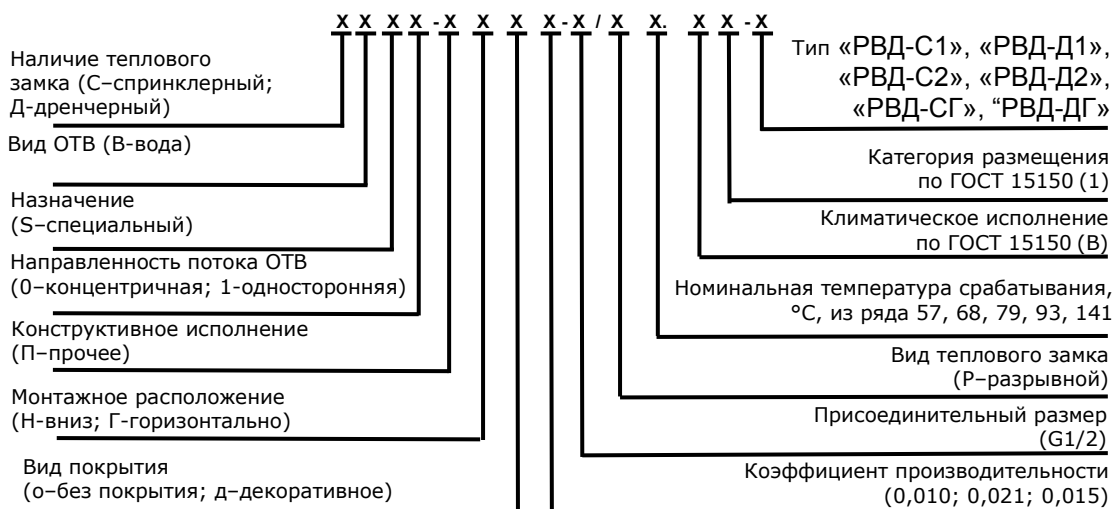 X X X X - X X X X - X / X X. X X - X
Наличие теплового
замка (С–спринклерный;
Д-дренчерный)
Вид ОТВ (В-вода)
Назначение
(S–специальный)
Направленность потока ОТВ
(0–концентричная; 1-односторонняя)
Конструктивное исполнение
(П–прочее)
Монтажное расположение
(Н-вниз; Г-горизонтально)
Вид покрытия
(о–без покрытия; д–декоративное)
Тип «РВД-С1», «РВД-Д1»,
«РВД-С2», «РВД-Д2»,
«РВД-СГ», “РВД-ДГ»
Категория размещения
по ГОСТ 15150 (1)
Климатическое исполнение
по ГОСТ 15150 (В)
Номинальная температура срабатывания,
°С, из ряда 57, 68, 79, 93, 141
Вид теплового замка
(Р–разрывной)
Присоединительный размер
(G1/2)
Коэффициент производительности
(0,010; 0,021; 0,015)